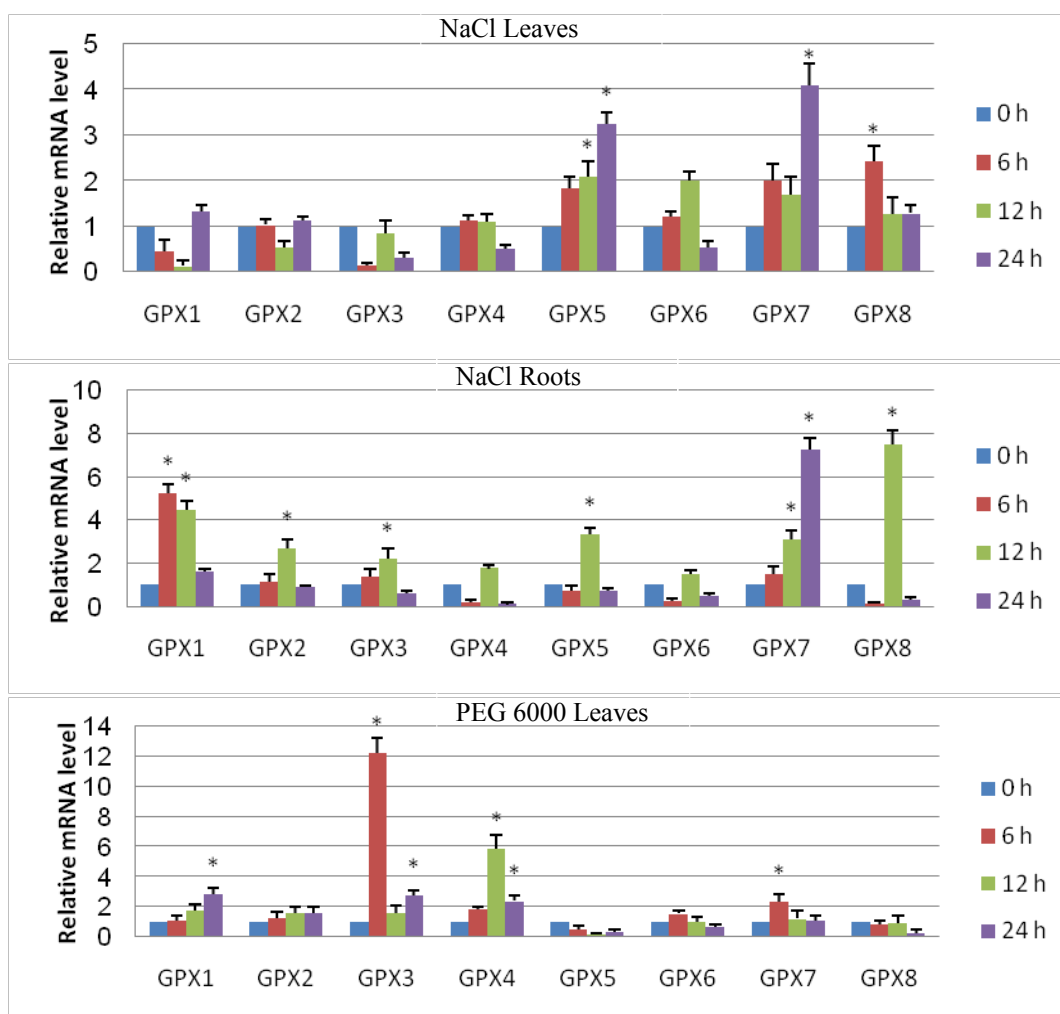 NaCl Leaves
Relative mRNA level
5
4
3
2
1
0
* * * *
GPX1 GPX2 GPX3 GPX4 GPX5 GPX6 GPX7 GPX8
0 h
6 h
12 h
24 h
NaCl Roots
Relative mRNA level
10
8
6
4
2
0
* * * * * * * *
GPX1 GPX2 GPX3 GPX4 GPX5 GPX6 GPX7 GPX8
0 h
6 h
12 h
24 h
PEG 6000 Leaves
Relative mRNA level
14
12
10
8
6
4
2
0
* * * * * *
GPX1 GPX2 GPX3 GPX4 GPX5 GPX6 GPX7 GPX8
0 h
6 h
12 h
24 h